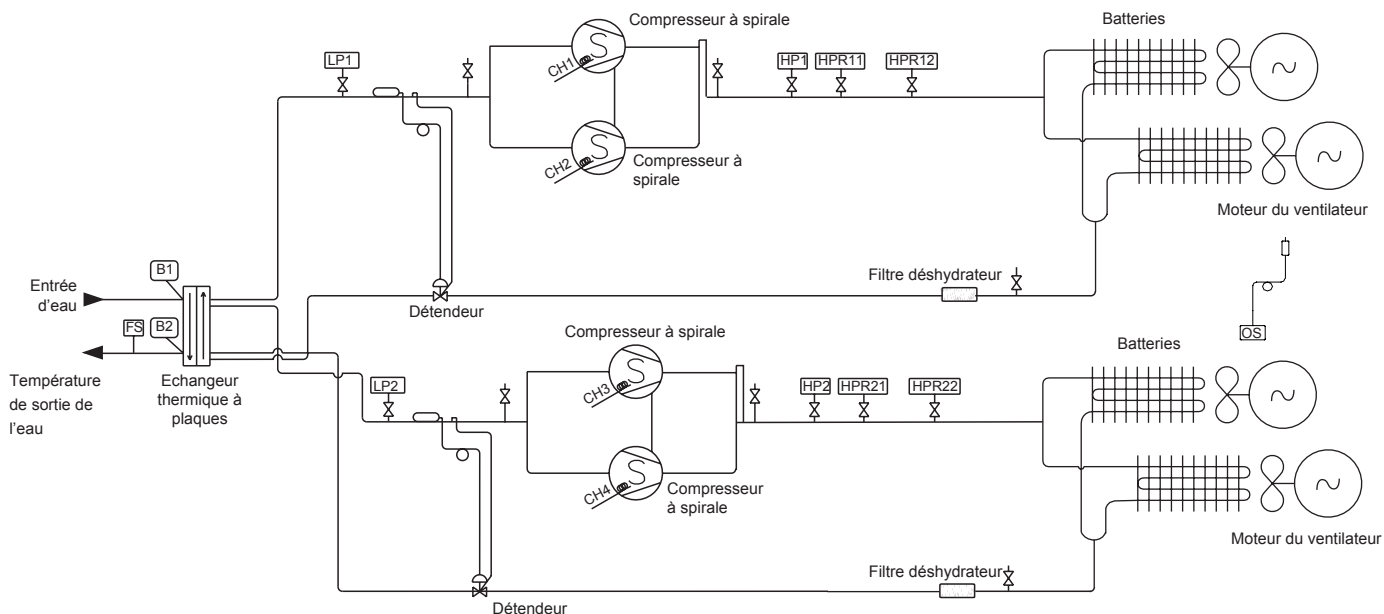 Compresseur à spirale
Batteries
LP1
CH1
HP1
HPR11
HPR12
CH2
Compresseur à
spirale
Moteur du ventilateur
B1
Entrée
d'eau
Filtre déshydrateur
Détendeur
FS
B2
OS
Température
de sortie de
l'eau
Echangeur
thermique à
plaques
Compresseur à spirale
Batteries
LP2
CH3
HP2
HPR21
HPR22
CH4
Compresseur
à spirale
Moteur du ventilateur
Filtre déshydrateur
Détendeur